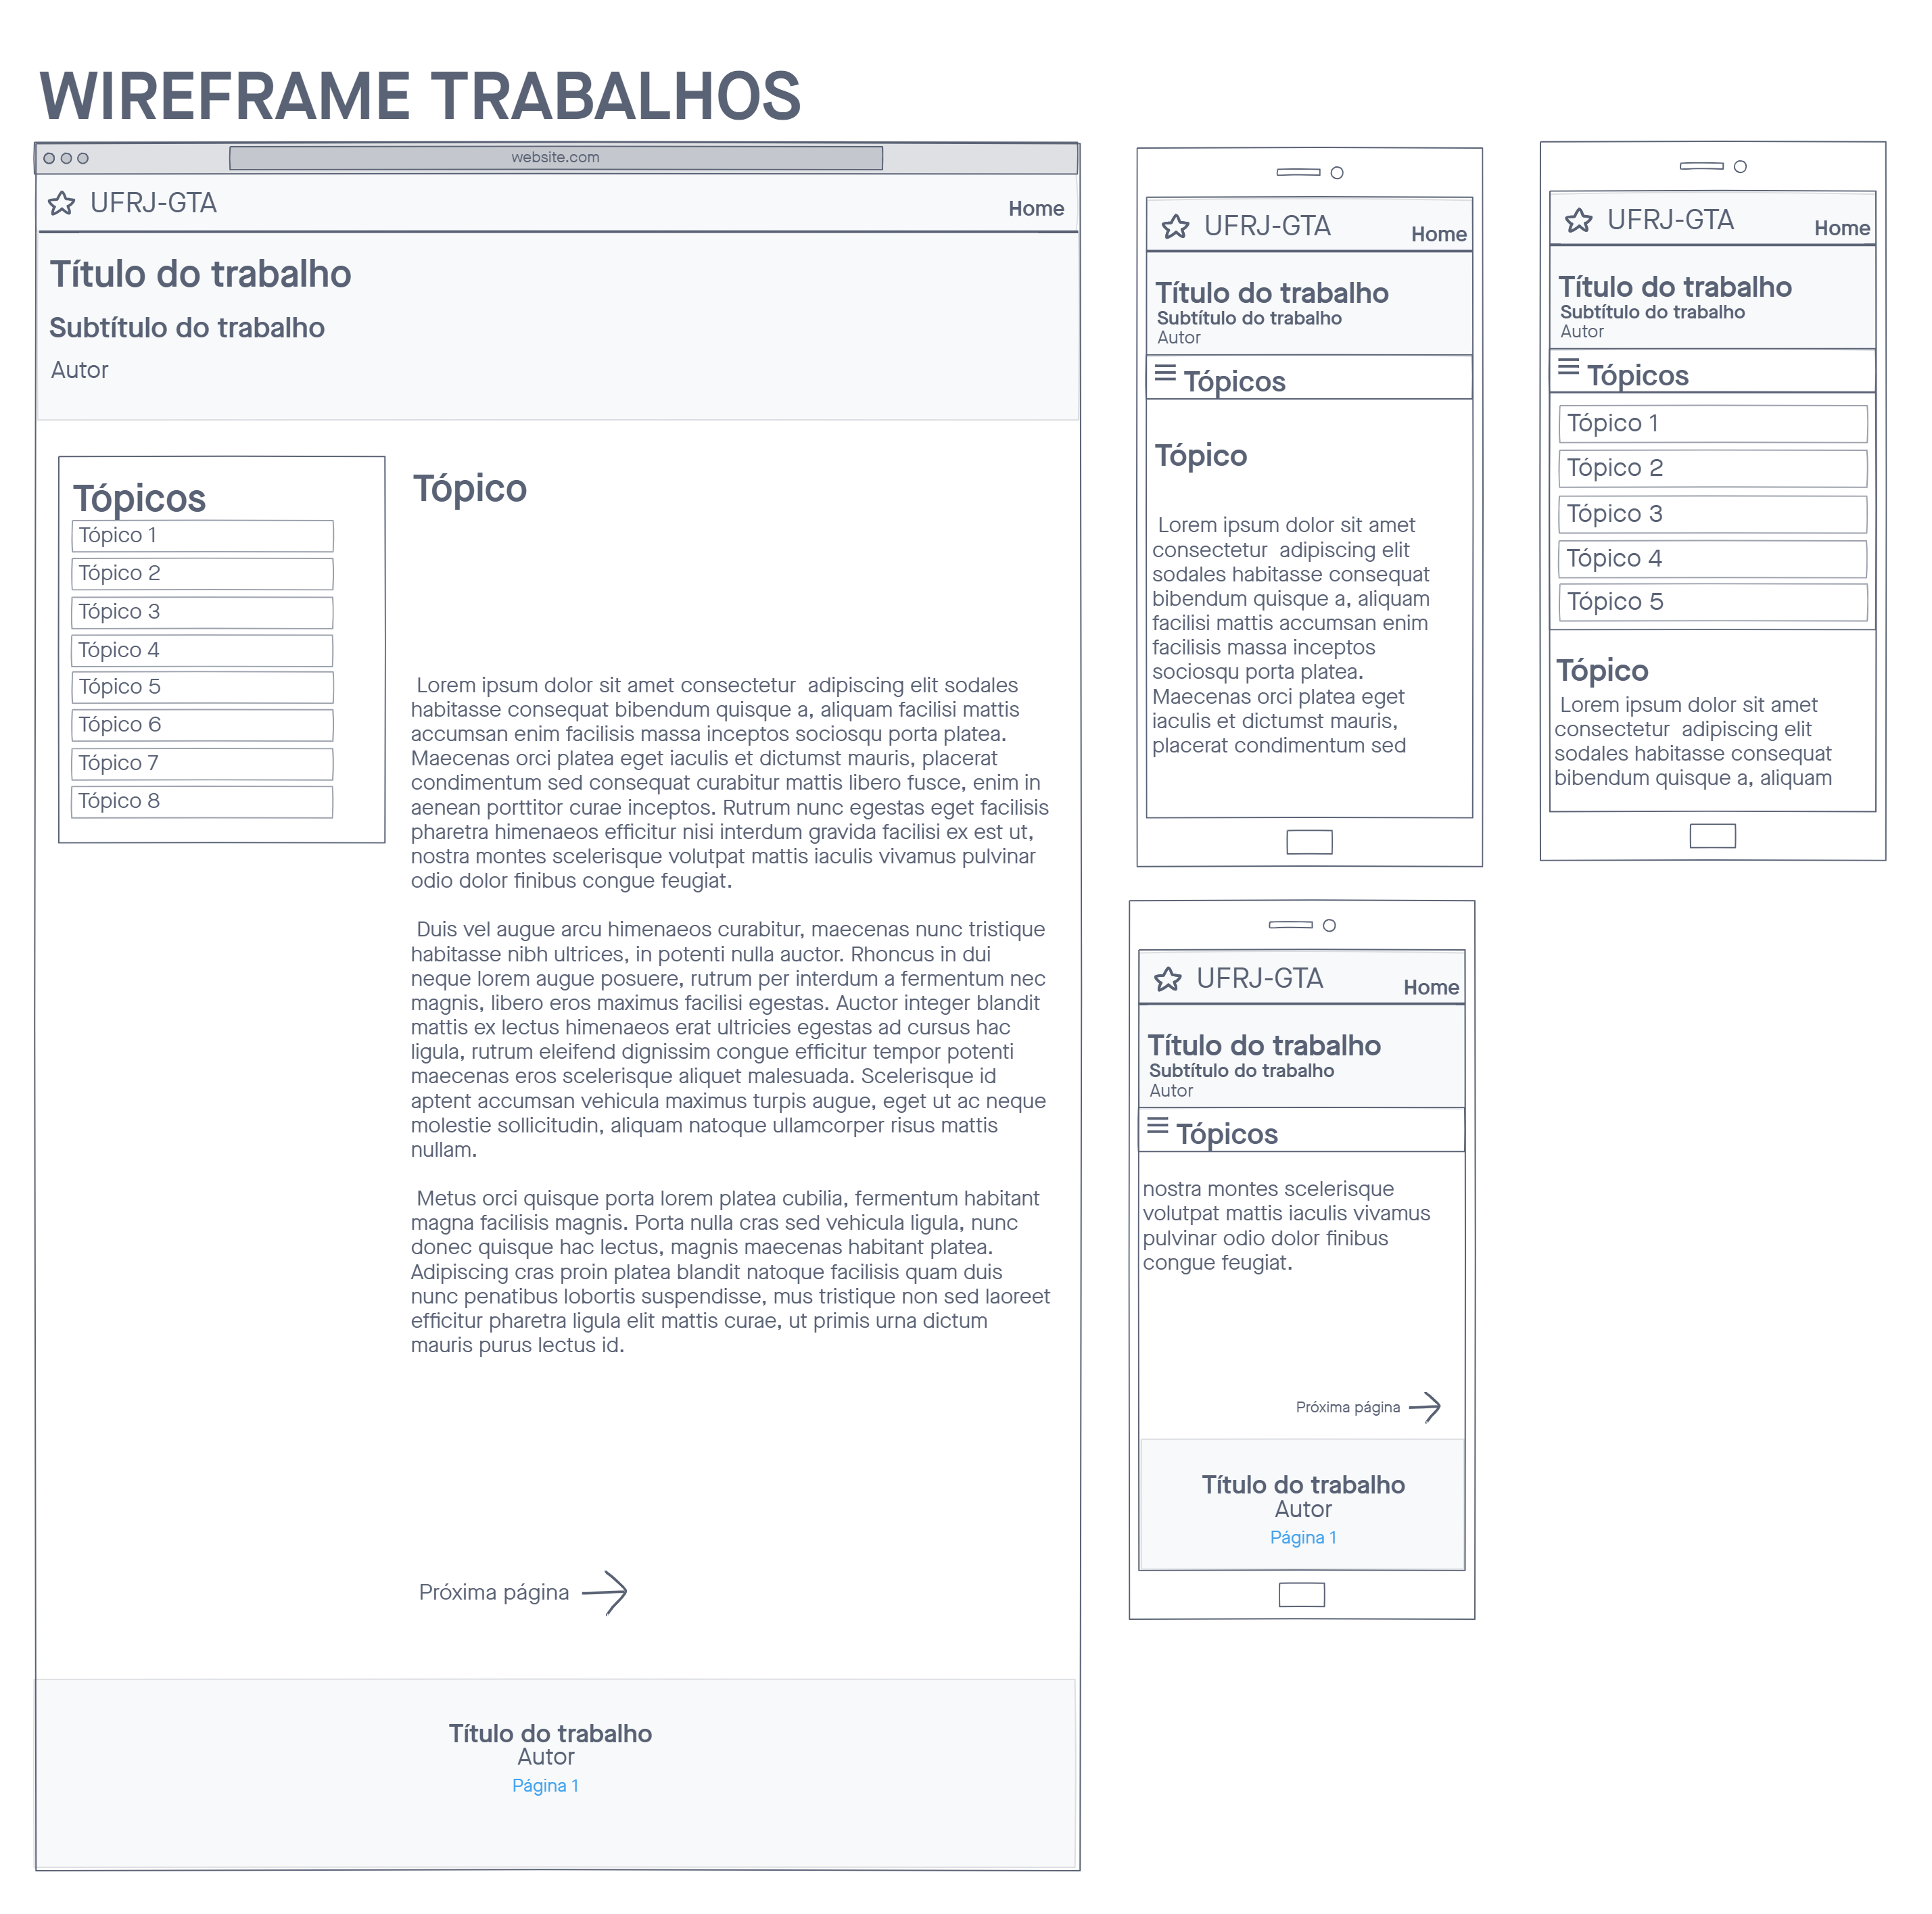 WIREFRAME TRABALHOS
website.com
UFRJ-GTA
Home
Título do trabalho
Subtítulo do trabalho
Autor
Tópicos
Tópico 1
Tópico 2
Tópico 3
Tópico 4
Tópico 5
Tópico 6
Tópico 7
Tópico 8
Tópico
Lorem ipsum dolor sit amet consectetur  adipiscing elit sodales
habitasse consequat bibendum quisque a, aliquam facilisi mattis
accumsan enim facilisis massa inceptos sociosqu porta platea.
Maecenas orci platea eget iaculis et dictumst mauris, placerat
condimentum sed consequat curabitur mattis libero fusce, enim in
aenean porttitor curae inceptos. Rutrum nunc egestas eget facilisis
pharetra himenaeos efficitur nisi interdum gravida facilisi ex est ut,
nostra montes scelerisque volutpat mattis iaculis vivamus pulvinar
odio dolor finibus congue feugiat.
Duis vel augue arcu himenaeos curabitur, maecenas nunc tristique
habitasse nibh ultrices, in potenti nulla auctor. Rhoncus in dui
neque lorem augue posuere, rutrum per interdum a fermentum nec
magnis, libero eros maximus facilisi egestas. Auctor integer blandit
mattis ex lectus himenaeos erat ultricies egestas ad cursus hac
ligula, rutrum eleifend dignissim congue efficitur tempor potenti
maecenas eros scelerisque aliquet malesuada. Scelerisque id
aptent accumsan vehicula maximus turpis augue, eget ut ac neque
molestie sollicitudin, aliquam natoque ullamcorper risus mattis
nullam.
Metus orci quisque porta lorem platea cubilia, fermentum habitant
magna facilisis magnis. Porta nulla cras sed vehicula ligula, nunc
donec quisque hac lectus, magnis maecenas habitant platea.
Adipiscing cras proin platea blandit natoque facilisis quam duis
nunc penatibus lobortis suspendisse, mus tristique non sed laoreet
efficitur pharetra ligula elit mattis curae, ut primis urna dictum
mauris purus lectus id.
Próxima página
Título do trabalho
Autor
Página 1
UFRJ-GTA
Home
Título do trabalho
Subtítulo do trabalho
Autor
Tópicos
Tópico
Lorem ipsum dolor sit amet
consectetur  adipiscing elit
sodales habitasse consequat
bibendum quisque a, aliquam
facilisi mattis accumsan enim
facilisis massa inceptos
sociosqu porta platea.
Maecenas orci platea eget
iaculis et dictumst mauris,
placerat condimentum sed
UFRJ-GTA
Home
Título do trabalho
Subtítulo do trabalho
Autor
Tópicos
Tópico 1
Tópico 2
Tópico 3
Tópico 4
Tópico 5
Tópico
Lorem ipsum dolor sit amet
consectetur  adipiscing elit
sodales habitasse consequat
bibendum quisque a, aliquam
UFRJ-GTA
Home
Título do trabalho
Subtítulo do trabalho
Autor
Tópicos
nostra montes scelerisque
volutpat mattis iaculis vivamus
pulvinar odio dolor finibus
congue feugiat.
Próxima página
Título do trabalho
Autor
Página 1